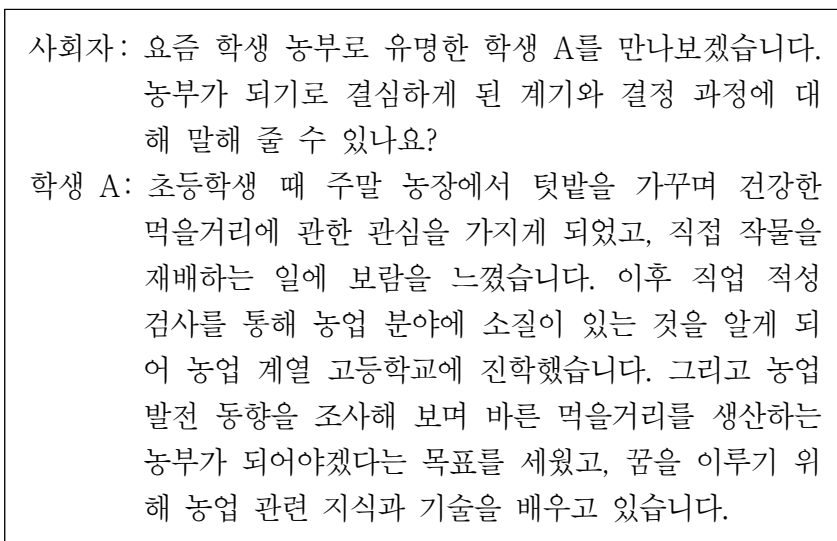 사회자: 요즘 학생 농부로 유명한 학생 A를 만나보겠습니다.
농부가 되기로 결심하게 된 계기와 결정 과정에 대
해 말해 줄 수 있나요?
학생 A: 초등학생 때 주말 농장에서 텃밭을 가꾸며 건강한
먹을거리에 관한 관심을 가지게 되었고, 직접 작물을
재배하는 일에 보람을 느꼈습니다. 이후 직업 적성
검사를 통해 농업 분야에 소질이 있는 것을 알게 되
어 농업 계열 고등학교에 진학했습니다. 그리고 농업
발전 동향을 조사해 보며 바른 먹을거리를 생산하는
농부가 되어야겠다는 목표를 세웠고, 꿈을 이루기 위
해 농업 관련 지식과 기술을 배우고 있습니다.